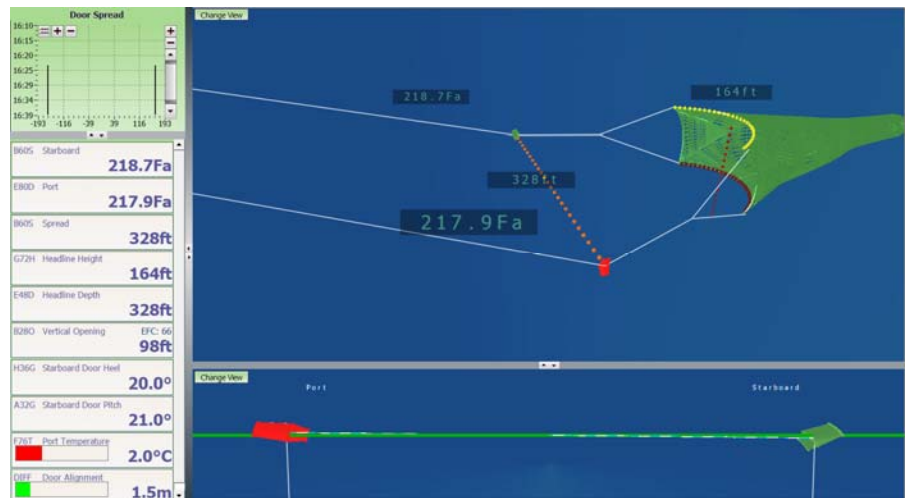 Door Spread
16:10
16:15
16:20
16:25
16:29
16:34
16:39
-193 -116 -39 39 116 193
B60S Starboard
218.7Fa
E80D Port
217.9Fa
B60S Spread
328ft
G72H Headline Height
164ft
E48D Headline Depth
328ft
B28O Vertical Opening EFC: 66
98ft
H36G Starboard Door Heel
20.0°
A32G Starboard Door Pitch
21.0°
F76T Port Temperature
2.0°C
DIFF Door Alignment
1.5m
Change View
218.7Fa
164ft
328ft
217.9Fa
Change View
Port Starboard